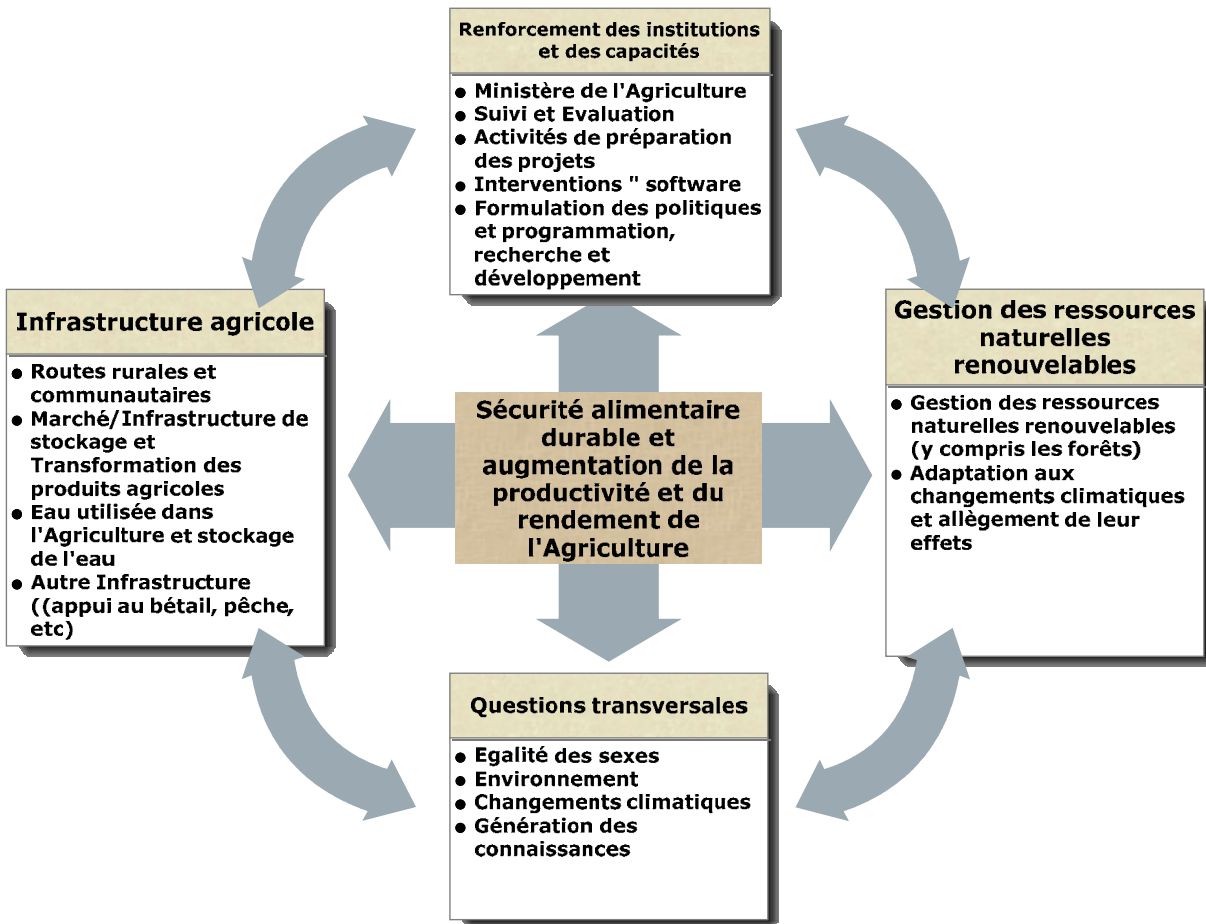 Renforcement des institutions
et des capacités
● Ministère de l'Agriculture
● Suivi et Evaluation
● Activités de préparation
des projets
● Interventions " software
● Formulation des politiques
et programmation,
recherche et
développement
Infrastructure agricole
● Routes rurales et
communautaires
● Marché/Infrastructure de
stockage et
Transformation des
produits agricoles
● Eau utilisée dans
l'Agriculture et stockage
de l'eau
● Autre Infrastructure
((appui au bétail, pêche,
etc)
Sécurité alimentaire
durable et
augmentation de la
productivité et du
rendement de
l'Agriculture
Gestion des ressources
naturelles
renouvelables
● Gestion des ressources
naturelles renouvelables
(y compris les forêts)
● Adaptation aux
changements climatiques
et allègement de leur
effets
Questions transversales
● Egalité des sexes
● Environnement
● Changements climatiques
● Génération des
connaissances